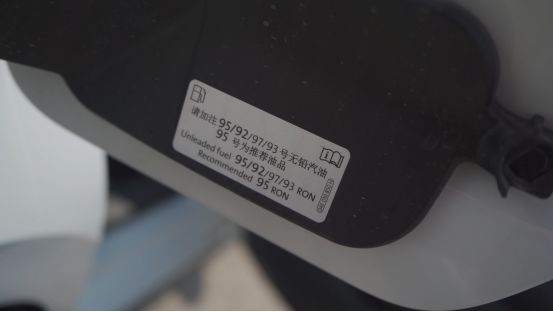 请加注 95/92/97/93 号无铅汽油
95 号为推荐油品
Unleaded fuel 95/92/97/93 RON
Recommended 95 RON